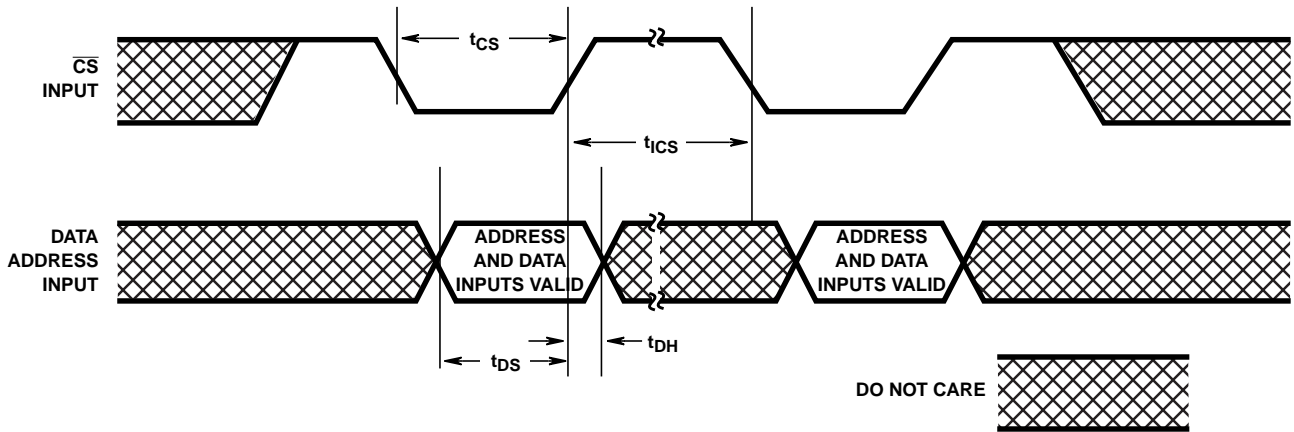 C̅S̅
INPUT
tCS
tICS
DATA
ADDRESS
INPUT
ADDRESS
AND DATA
INPUTS VALID
ADDRESS
AND DATA
INPUTS VALID
tDS
tDH
DO NOT CARE